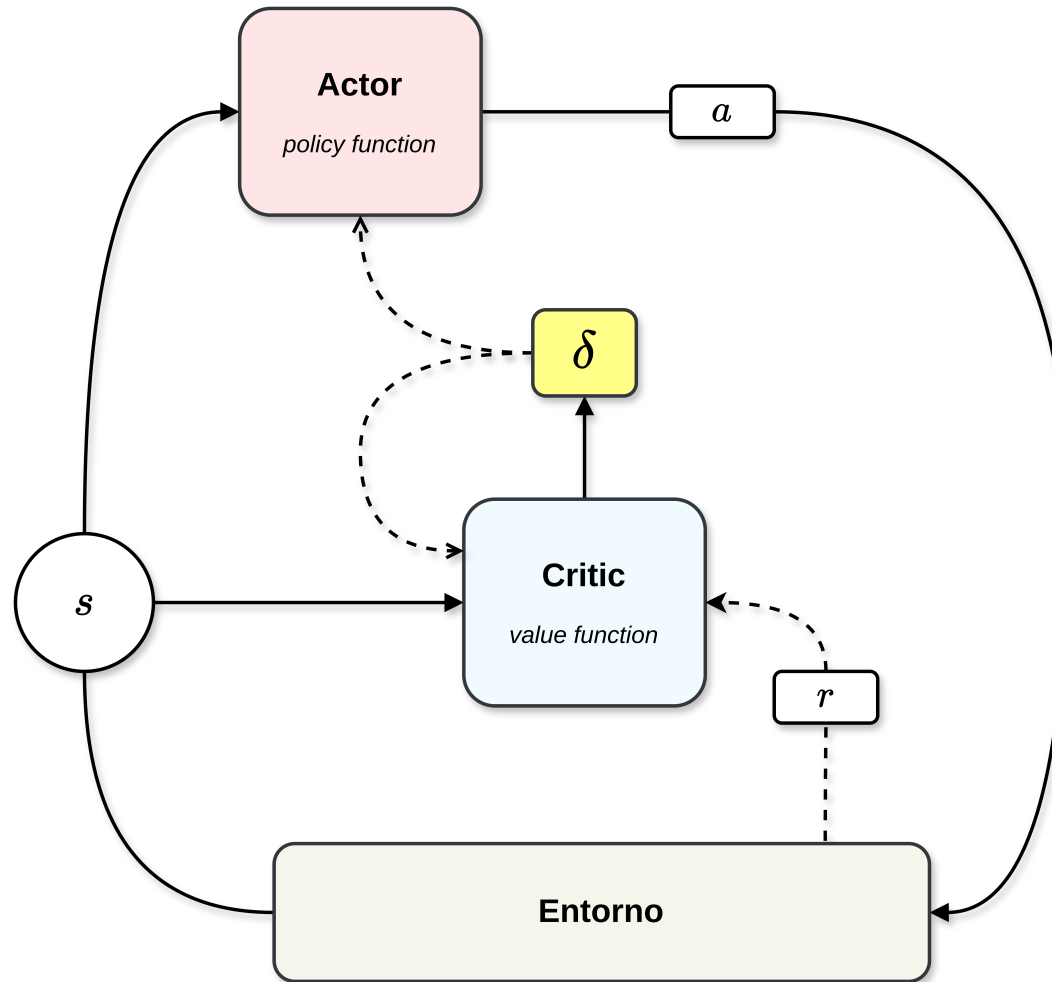 Actor
policy function
a
δ
Critic
value function
s
r
Entorno